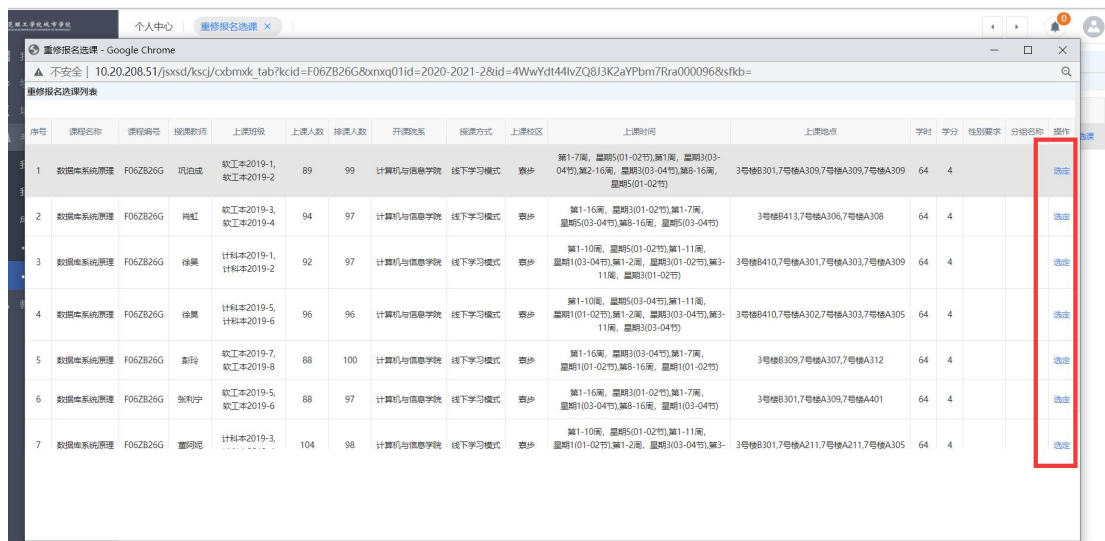 个人中心 重修报名选课 ×
0
重修报名选课 - Google Chrome
不安全 | 10.20.208.51/jsxsd/kscj/cxbmxk_tab?kcid=F06ZB26G&xnxq01id=2020-2021-2&id=4WwYdt44lvZQ8J3K2aYPbm7Rra000096&sfkb=
重修报名选课列表
序号 课程名称 课程编号 授课教师 上课班级 上课人数 排课人数 开课院系 授课方式 上课校区 上课时间 上课地点 学时 学分 性别要求 分组名称 操作
1 数据库系统原理 F06ZB26G 巩泊成 软工本2019-1, 89 99 计算机与信息学院 线下学习模式 寮步 第1-7周，星期5(01-02节),第1周，星期3(03- 3号楼B301,7号楼A309,7号楼A309,7号楼A309 64 4 选定
软工本2019-2 04节),第2-16周，星期3(03-04节),第8-16周，
星期5(01-02节)
2 数据库系统原理 F06ZB26G 肖虹 软工本2019-3, 94 97 计算机与信息学院 线下学习模式 寮步 第1-16周，星期3(01-02节),第1-7周， 3号楼B413,7号楼A306,7号楼A308 64 4 选定
软工本2019-4 星期5(03-04节),第8-16周，星期5(03-04节)
3 数据库系统原理 F06ZB26G 徐昊 计科本2019-1, 92 97 计算机与信息学院 线下学习模式 寮步 第1-10周，星期5(01-02节),第1-11周， 3号楼B410,7号楼A301,7号楼A303,7号楼A309 64 4 选定
计科本2019-2 星期1(03-04节),第1-2周，星期3(01-02节),第3-
11周，星期3(01-02节)
4 数据库系统原理 F06ZB26G 徐昊 计科本2019-5, 96 96 计算机与信息学院 线下学习模式 寮步 第1-10周，星期5(03-04节),第1-11周， 3号楼B410,7号楼A302,7号楼A303,7号楼A305 64 4 选定
计科本2019-6 星期1(01-02节),第1-2周，星期3(03-04节),第3-
11周，星期3(03-04节)
5 数据库系统原理 F06ZB26G 彭玲 软工本2019-7, 88 100 计算机与信息学院 线下学习模式 寮步 第1-16周，星期3(03-04节),第1-7周， 3号楼B309,7号楼A307,7号楼A312 64 4 选定
软工本2019-8 星期1(01-02节),第8-16周，星期1(01-02节)
6 数据库系统原理 F06ZB26G 张利宁 软工本2019-5, 88 97 计算机与信息学院 线下学习模式 寮步 第1-16周，星期3(01-02节),第1-7周， 3号楼B301,7号楼A309,7号楼A401 64 4 选定
软工本2019-6 星期1(03-04节),第8-16周，星期1(03-04节)
7 数据库系统原理 F06ZB26G 董阿妮 计科本2019-3, 104 98 计算机与信息学院 线下学习模式 寮步 第1-10周，星期5(01-02节),第1-11周， 3号楼B301,7号楼A211,7号楼A211,7号楼A305 64 4 选定
星期1(01-02节),第1-2周，星期3(03-04节),第3-